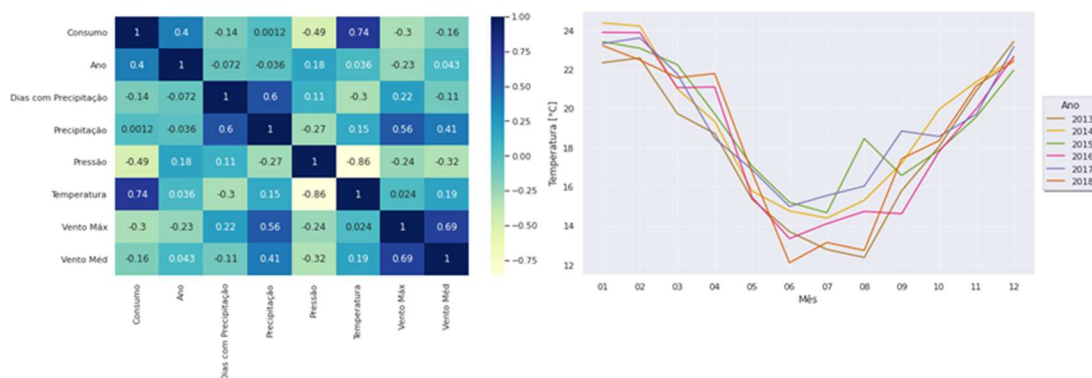 Consumo 1 0.4 -0.14 0.0012 -0.49 0.74 -0.3 -0.16
Ano 0.4 1 -0.072 -0.036 0.18 0.036 -0.23 0.043
Dias com Precipitação -0.14 -0.072 1 0.6 0.11 -0.3 0.22 -0.11
Precipitação 0.0012 -0.036 0.6 1 -0.27 0.15 0.56 0.41
Pressão -0.49 0.18 0.11 -0.27 1 -0.86 -0.24 -0.32
Temperatura 0.74 0.036 -0.3 0.15 -0.86 1 0.024 0.19
Vento Máx -0.3 -0.23 0.22 0.56 -0.24 0.024 1 0.69
Vento Méd -0.16 0.043 -0.11 0.41 -0.32 0.19 0.69 1
Consumo
Ano
Dias com Precipitação
Precipitação
Pressão
Temperatura
Vento Máx
Vento Méd
1.00
0.75
0.50
0.25
0.00
-0.25
-0.50
-0.75
Temperatura [°C]
24
22
20
18
16
14
12
01 02 03 04 05 06 07 08 09 10 11 12
Mês
Ano
2013
2015
2017
2018